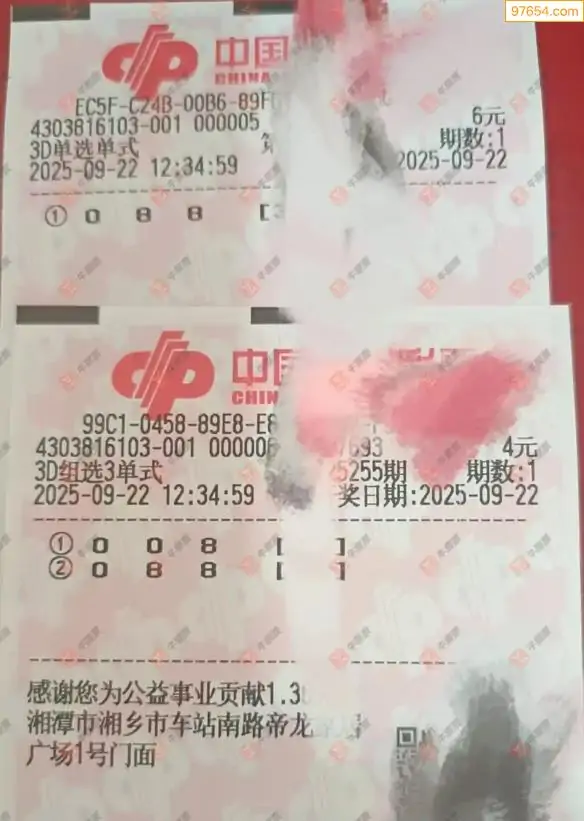 97654.com
中国
CHINA
EC5F-C24B-00B6-89F
6元
4303816103-001 000005
期数:1
3D单选单式
2025-09-22 12:34:59
2025-09-22
① 0 8 8 [
中国
CHIN
99C1-0458-89E8-E8
4303816103-001 000006 7693 4元
3D组选3单式 5255期 期数:1
2025-09-22 12:34:59 奖日期:2025-09-22
① 0 0 8 [ ]
② 0 8 8 [ ]
感谢您为公益事业贡献1.3
湘潭市湘乡市车站南路帝龙
广场1号门面